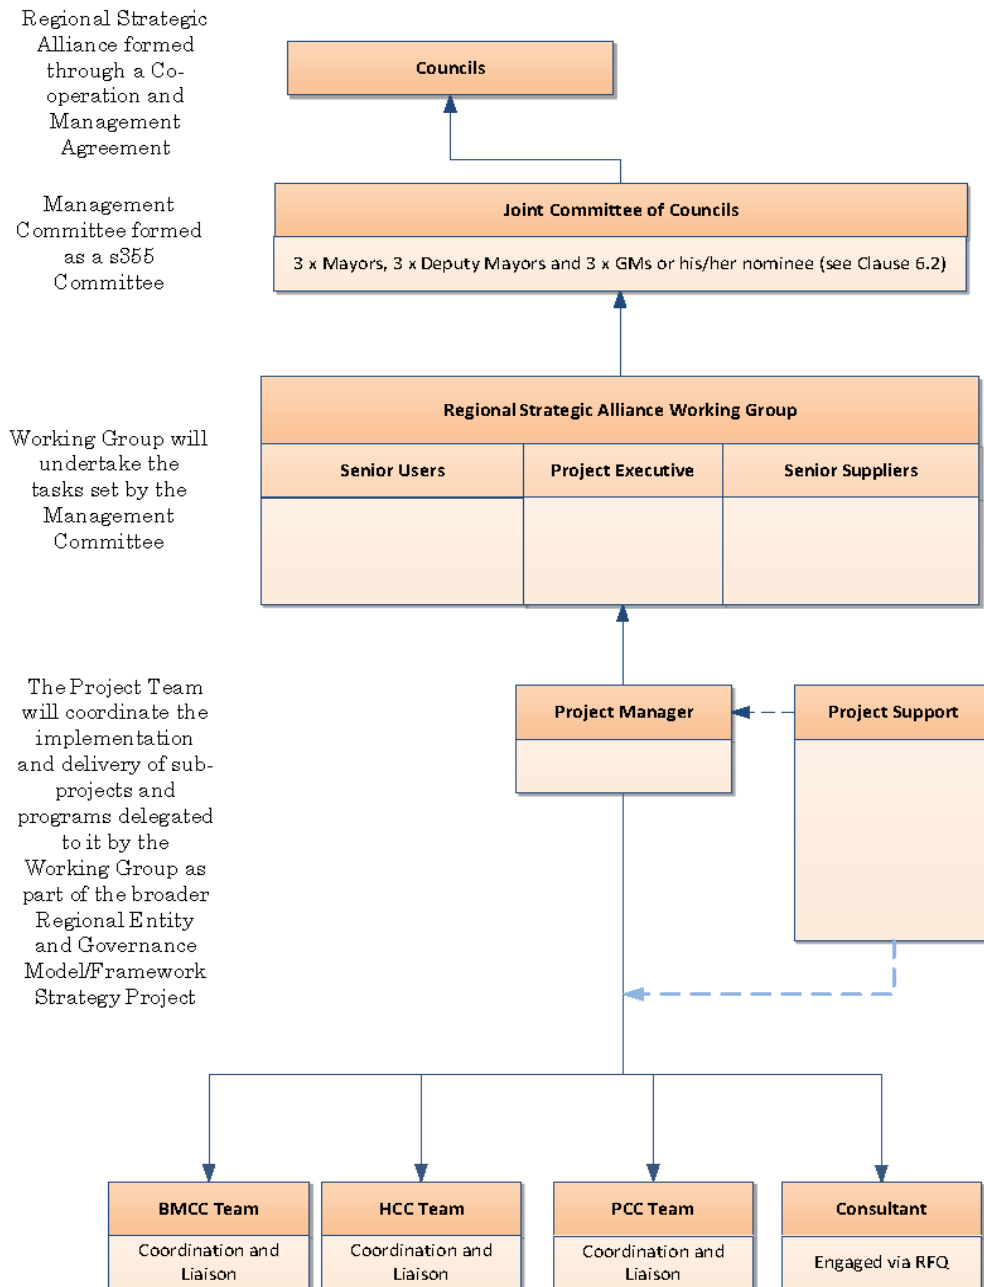 Regional Strategic
Alliance formed
through a Co-
operation and
Management
Agreement
Councils
Management
Committee formed
as a s355
Committee
Joint Committee of Councils
3 x Mayors, 3 x Deputy Mayors and 3 x GMs or his/her nominee (see Clause 6.2)
Working Group will
undertake the
tasks set by the
Management
Committee
Regional Strategic Alliance Working Group
Senior Users
Project Executive
Senior Suppliers
The Project Team
will coordinate the
implementation
and delivery of sub-
projects and
programs delegated
to it by the
Working Group as
part of the broader
Regional Entity
and Governance
Model/Framework
Strategy Project
Project Manager
Project Support
BMCC Team
Coordination and
Liaison
HCC Team
Coordination and
Liaison
PCC Team
Coordination and
Liaison
Consultant
Engaged via RFQ